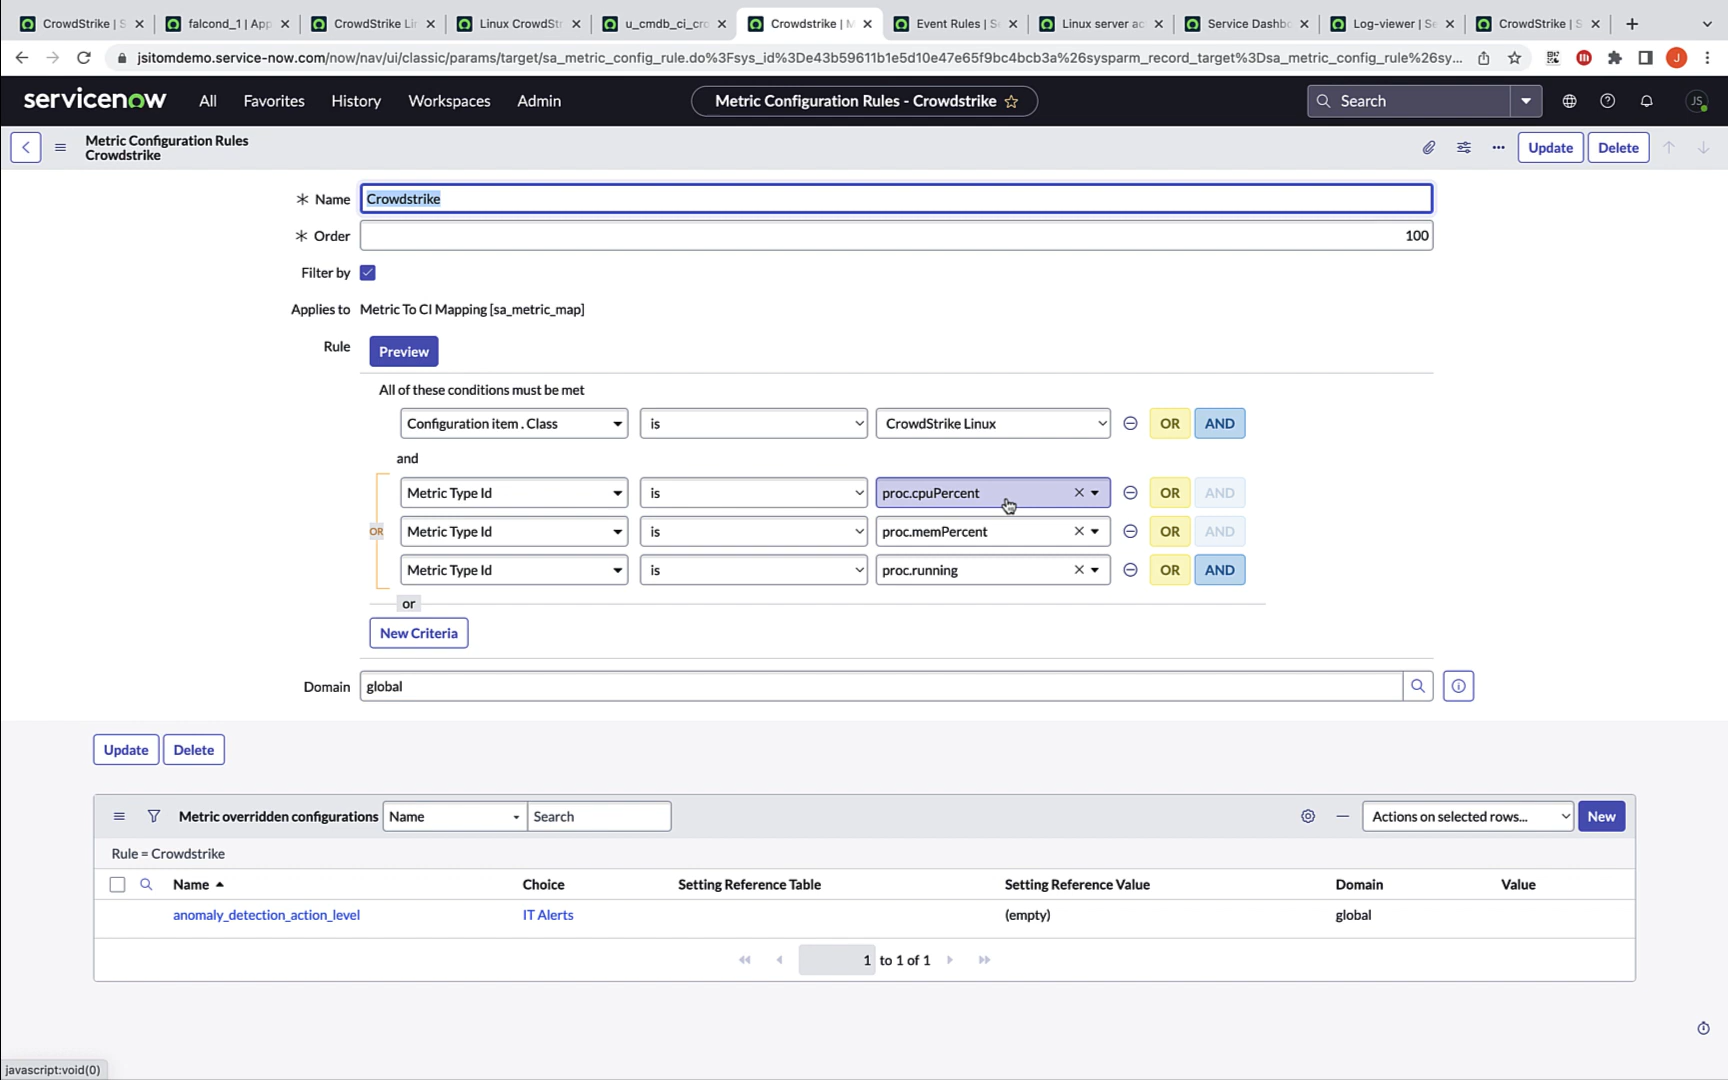 CrowdStrike | S
falcond_1 | App
CrowdStrike Li
Linux CrowdStr
u_cmdb_ci_cro
Crowdstrike | M
Event Rules | S
Linux server ac
Service Dashbo
Log-viewer | Se
CrowdStrike | S
jsitomdemo.service-now.com/now/nav/ui/classic/params/target/sa_metric_config_rule.do%3Fsys_id%3De43b59611b1e5d10e47e65f9bc4bcb3a%26sysparm_record_target%3Dsa_metric_config_rule%26sy...
J
servicenow
All
Favorites
History
Workspaces
Admin
Metric Configuration Rules - Crowdstrike
Search
JS
Metric Configuration Rules
Crowdstrike
Update
Delete
* Name
Crowdstrike
* Order
100
Filter by
Applies to
Metric To CI Mapping [sa_metric_map]
Rule
Preview
All of these conditions must be met
Configuration item . Class
is
CrowdStrike Linux
OR
AND
and
Metric Type Id
is
proc.cpuPercent
OR
AND
OR
Metric Type Id
is
proc.memPercent
OR
AND
Metric Type Id
is
proc.running
OR
AND
or
New Criteria
Domain
global
Update
Delete
Metric overridden configurations
Name
Search
Actions on selected rows...
New
Rule = Crowdstrike
Name
Choice
Setting Reference Table
Setting Reference Value
Domain
Value
anomaly_detection_action_level
IT Alerts
(empty)
global
1 to 1 of 1
javascript:void(0)